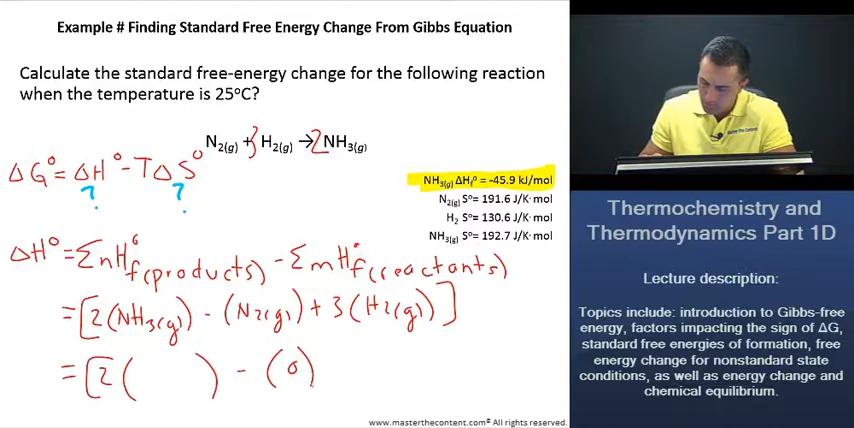 Example # Finding Standard Free Energy Change From Gibbs Equation
Calculate the standard free-energy change for the following reaction
when the temperature is 25°C?
N2(g) + 3 H2(g) → 2 NH3(g)
ΔG° = ΔH° - TΔS°
? ?
NH3(g) ΔHf° = -45.9 kJ/mol
N2(g) S°= 191.6 J/K· mol
H2 S°= 130.6 J/K· mol
NH3(g) S°= 192.7 J/K· mol
ΔH° = ΣnH°f(products) - ΣmH°f(reactants)
= [2(NH3(g)) - (N2(g)) + 3(H2(g))]
= [2( ) - (0)
www.masterthecontent.com© All rights reserved.
Thermochemistry and
Thermodynamics Part 1D
Lecture description:
Topics include: introduction to Gibbs-free
energy, factors impacting the sign of ΔG,
standard free energies of formation, free
energy change for nonstandard state
conditions, as well as energy change and
chemical equilibrium.